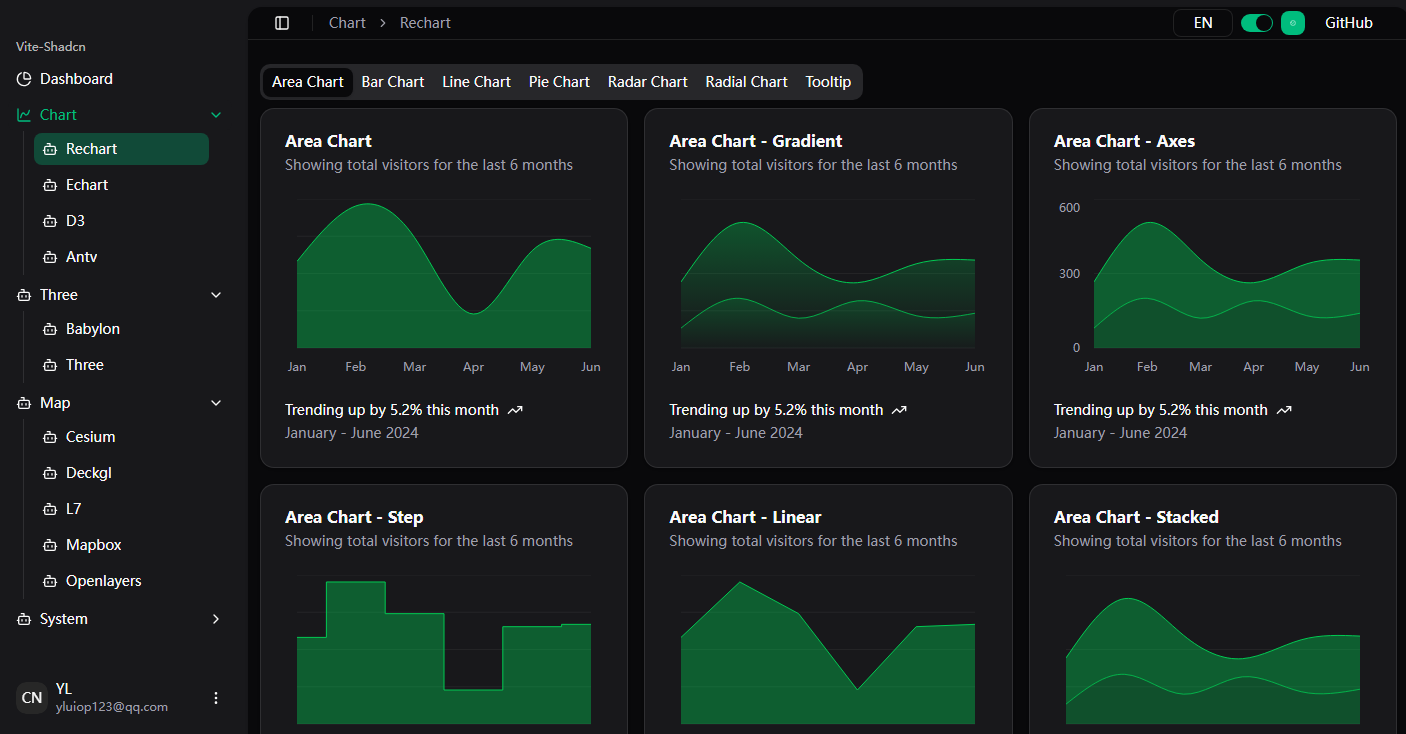 Vite-Shadcn
Dashboard
Chart
Rechart
Echart
D3
Antv
Three
Babylon
Three
Map
Cesium
Deckgl
L7
Mapbox
Openlayers
System
CN
YL
yluiop123@qq.com
Chart > Rechart
EN
GitHub
Area Chart Bar Chart Line Chart Pie Chart Radar Chart Radial Chart Tooltip
Area Chart
Showing total visitors for the last 6 months
Jan Feb Mar Apr May Jun
Trending up by 5.2% this month
January - June 2024
Area Chart - Gradient
Showing total visitors for the last 6 months
Jan Feb Mar Apr May Jun
Trending up by 5.2% this month
January - June 2024
Area Chart - Axes
Showing total visitors for the last 6 months
600
300
0
Jan Feb Mar Apr May Jun
Trending up by 5.2% this month
January - June 2024
Area Chart - Step
Showing total visitors for the last 6 months
Area Chart - Linear
Showing total visitors for the last 6 months
Area Chart - Stacked
Showing total visitors for the last 6 months